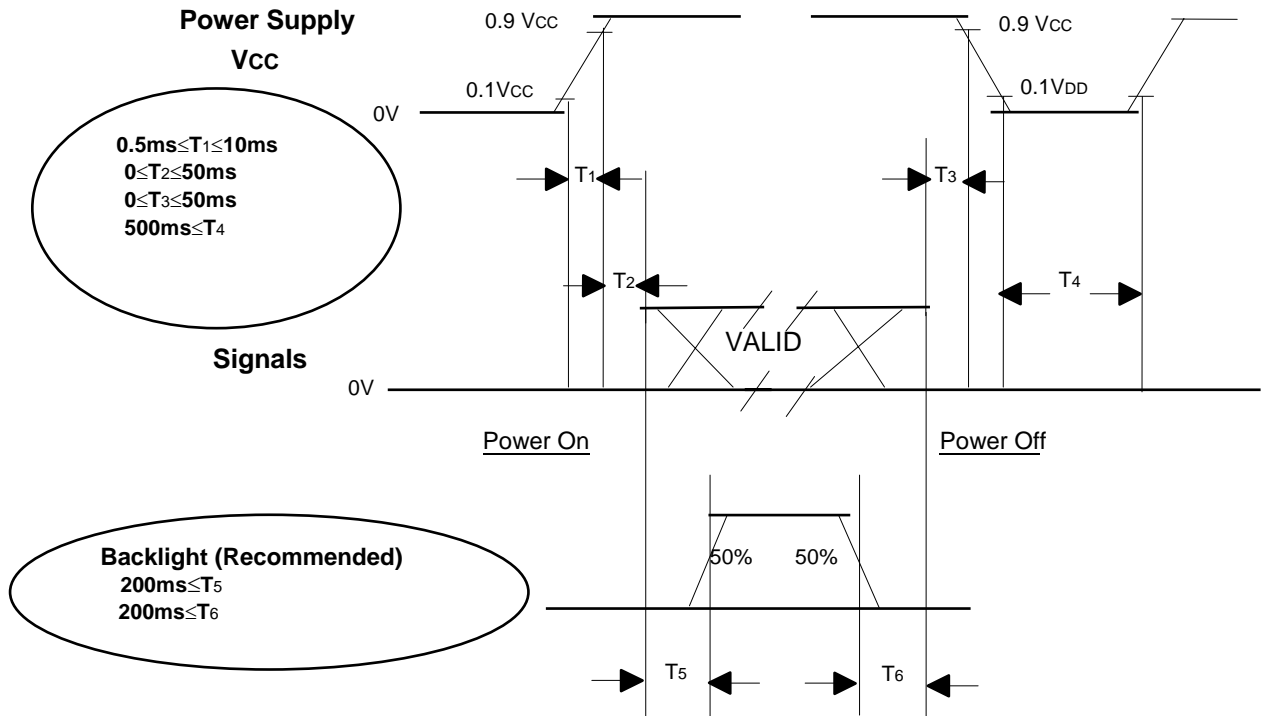 Power Supply
VCC
0.9 VCC
0.9 VCC
0.1VCC
0.1VDD
0V
0.5ms≤T1≤10ms
0≤T2≤50ms
0≤T3≤50ms
500ms≤T4
T1
T3
T2
T4
VALID
Signals
0V
Power On
Power Off
Backlight (Recommended)
200ms≤T5
200ms≤T6
50%
50%
T5
T6